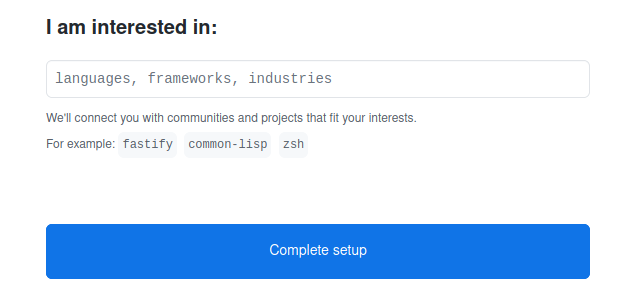 I am interested in:
languages, frameworks, industries
We'll connect you with communities and projects that fit your interests.
For example: fastify common-lisp zsh
Complete setup